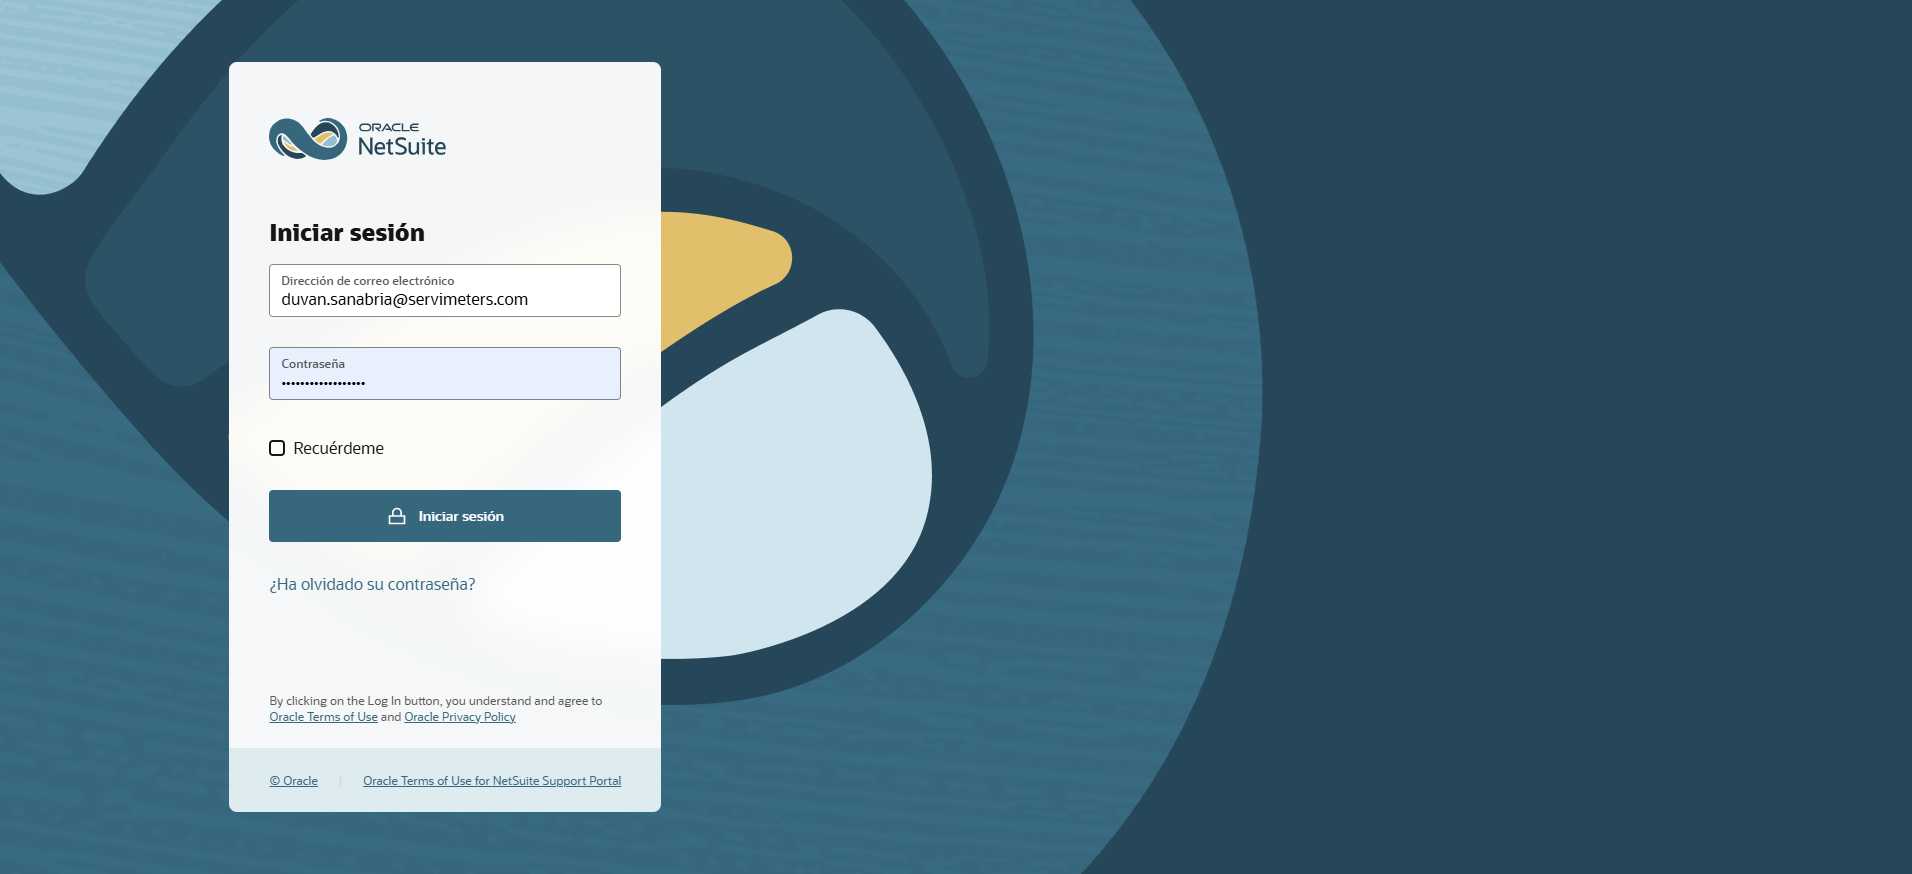 ORACLE
NetSuite
Iniciar sesión
Dirección de correo electrónico
duvan.sanabria@servimeters.com
Contraseña
••••••••••••••••••
Recuérdeme
Iniciar sesión
¿Ha olvidado su contraseña?
By clicking on the Log In button, you understand and agree to
Oracle Terms of Use and Oracle Privacy Policy
© Oracle | Oracle Terms of Use for NetSuite Support Portal